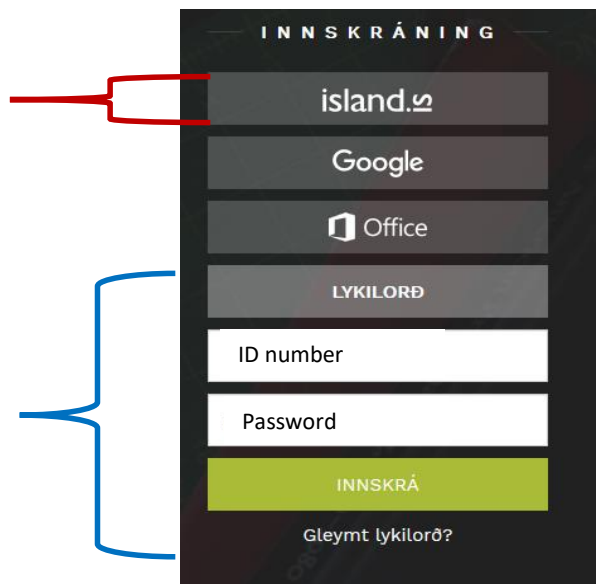 INNSKRÁNING
island.is
Google
Office
LYKILORÐ
ID number
Password
INNSKRÁ
Gleymt lykilorð?